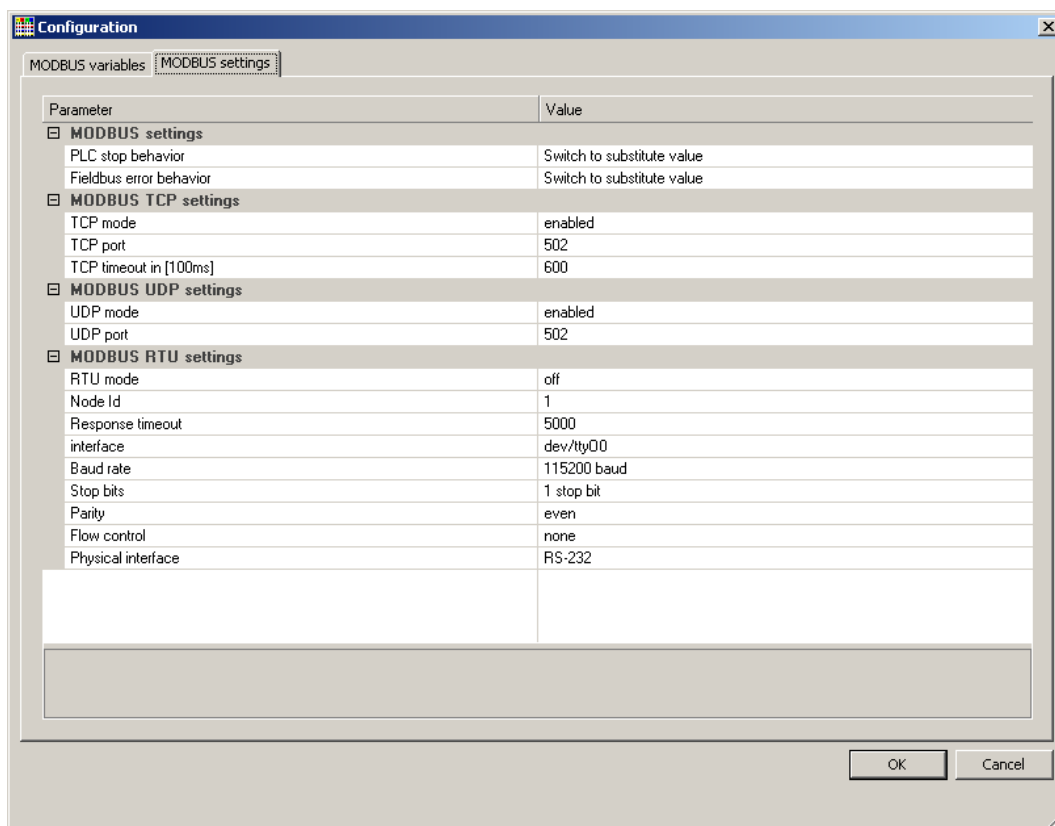 Configuration
MODBUS variables MODBUS settings
Parameter Value
MODBUS settings
PLC stop behavior Switch to substitute value
Fieldbus error behavior Switch to substitute value
MODBUS TCP settings
TCP mode enabled
TCP port 502
TCP timeout in [100ms] 600
MODBUS UDP settings
UDP mode enabled
UDP port 502
MODBUS RTU settings
RTU mode off
Node Id 1
Response timeout 5000
interface dev/ttyO0
Baud rate 115200 baud
Stop bits 1 stop bit
Parity even
Flow control none
Physical interface RS-232
OK Cancel